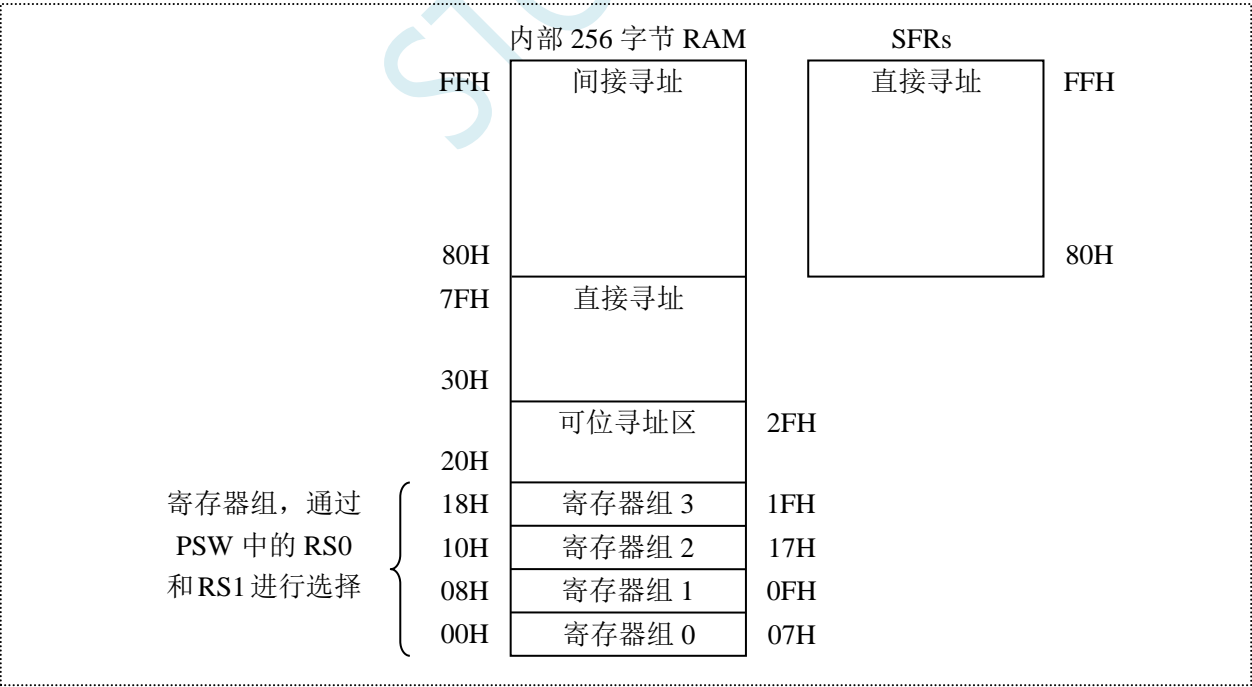 内部 256 字节 RAM SFRs
FFH 间接寻址 直接寻址 FFH
80H 80H
7FH 直接寻址
30H
可位寻址区 2FH
20H
寄存器组，通过 18H 寄存器组 3 1FH
PSW 中的 RS0 10H 寄存器组 2 17H
和RS1进行选择 08H 寄存器组 1 0FH
00H 寄存器组 0 07H